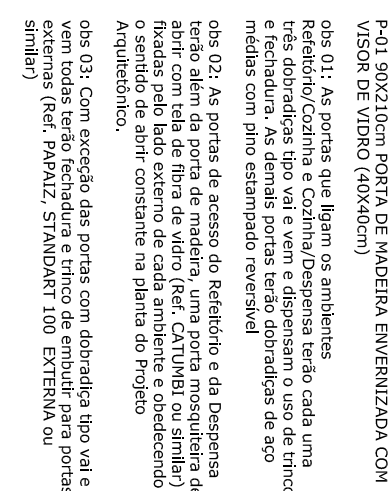 P-01 90X210cm PORTA DE MADEIRA ENVERNIZADA COM
VISOR DE VIDRO (40X40cm)
obs 01: As portas que ligam os ambientes
Refeitório/Cozinha e Cozinha/Despensa terão cada uma
três dobradiças tipo vai e vem e dispensam o uso de trinco
e fechadura. As demais portas terão dobradiças de aço
médias com pino estampado reversível
obs 02: As portas de acesso do Refeitório e da Despensa
terão além da porta de madeira, uma porta mosquiteira de
abrir com tela de fibra de vidro (Ref. CATUMBI ou similar)
fixadas pelo lado externo de cada ambiente e obedecendo
o sentido de abrir constante na planta do Projeto
Arquitetônico.
obs 03: Com exceção das portas com dobradiça tipo vai e
vem todas terão fechadura e trinco de embutir para portas
externas (Ref. PAPAIZ, STANDART 100 EXTERNA ou
similar)